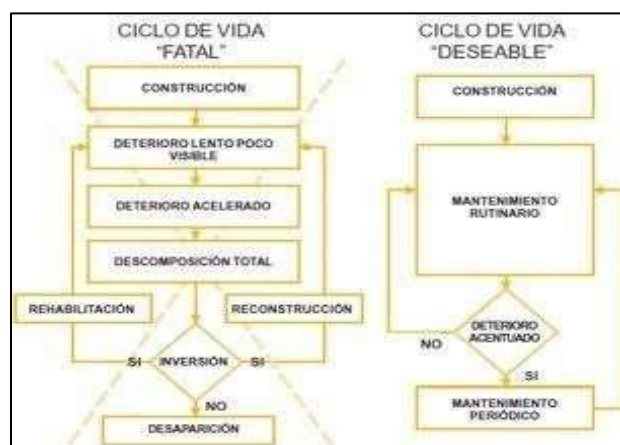 CICLO DE VIDA
"FATAL"
CONSTRUCCIÓN
DETERIORO LENTO POCO
VISIBLE
DETERIORO ACELERADO
DESCOMPOSICIÓN TOTAL
REHABILITACIÓN
RECONSTRUCCIÓN
SI
INVERSIÓN
SI
NO
DESAPARICIÓN
CICLO DE VIDA
"DESEABLE"
CONSTRUCCIÓN
MANTENIMIENTO
RUTINARIO
DETERIORO
ACENTUADO
NO
SI
MANTENIMIENTO
PERIÓDICO